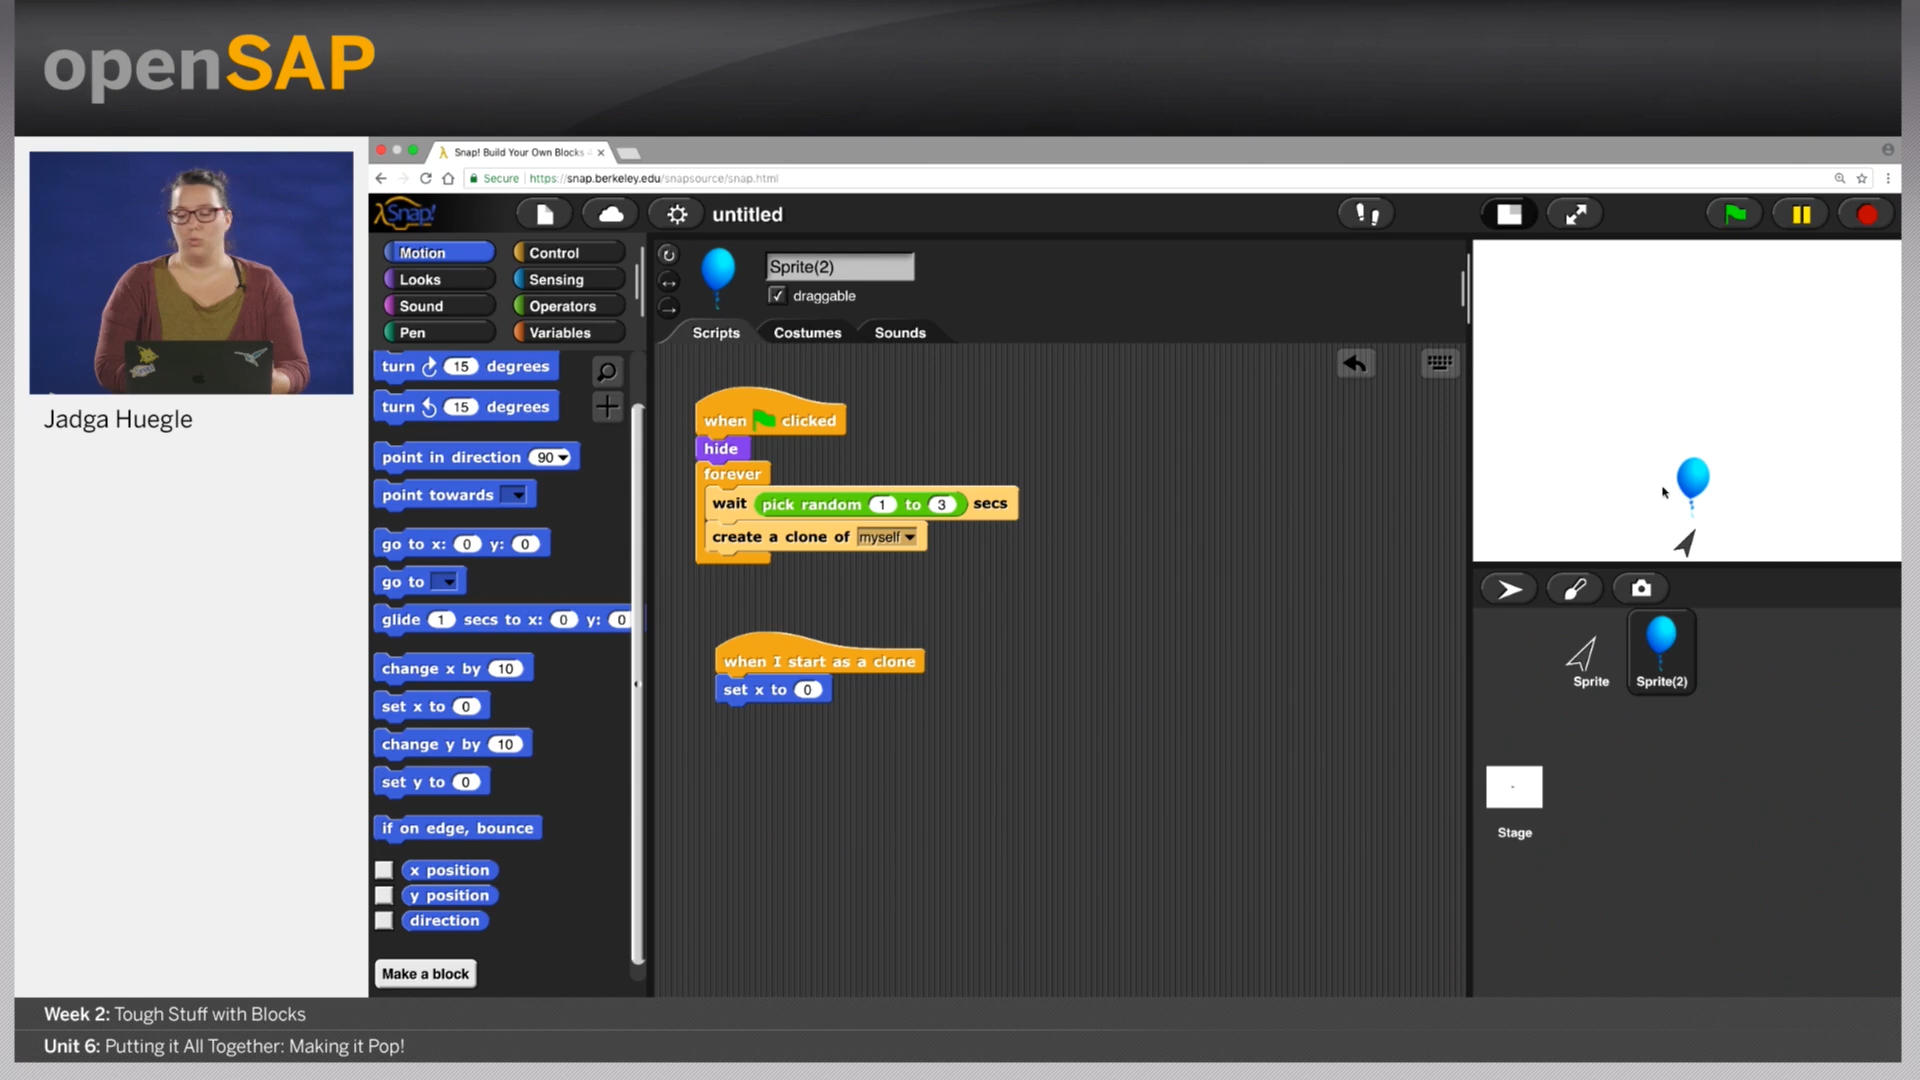 openSAP
Snap! Build Your Own Blocks
Secure https://snap.berkeley.edu/snapsource/snap.html
Snap! untitled
Motion Control
Looks Sensing
Sound Operators
Pen Variables
turn 15 degrees
turn 15 degrees
point in direction 90
point towards
go to x: 0 y: 0
go to
glide 1 secs to x: 0 y: 0
change x by 10
set x to 0
change y by 10
set y to 0
if on edge, bounce
x position
y position
direction
Make a block
Sprite(2)
draggable
Scripts Costumes Sounds
when clicked
hide
forever
wait pick random 1 to 3 secs
create a clone of myself
when I start as a clone
set x to 0
Sprite Sprite(2)
Stage
Jadga Huegle
Week 2: Tough Stuff with Blocks
Unit 6: Putting it All Together: Making it Pop!